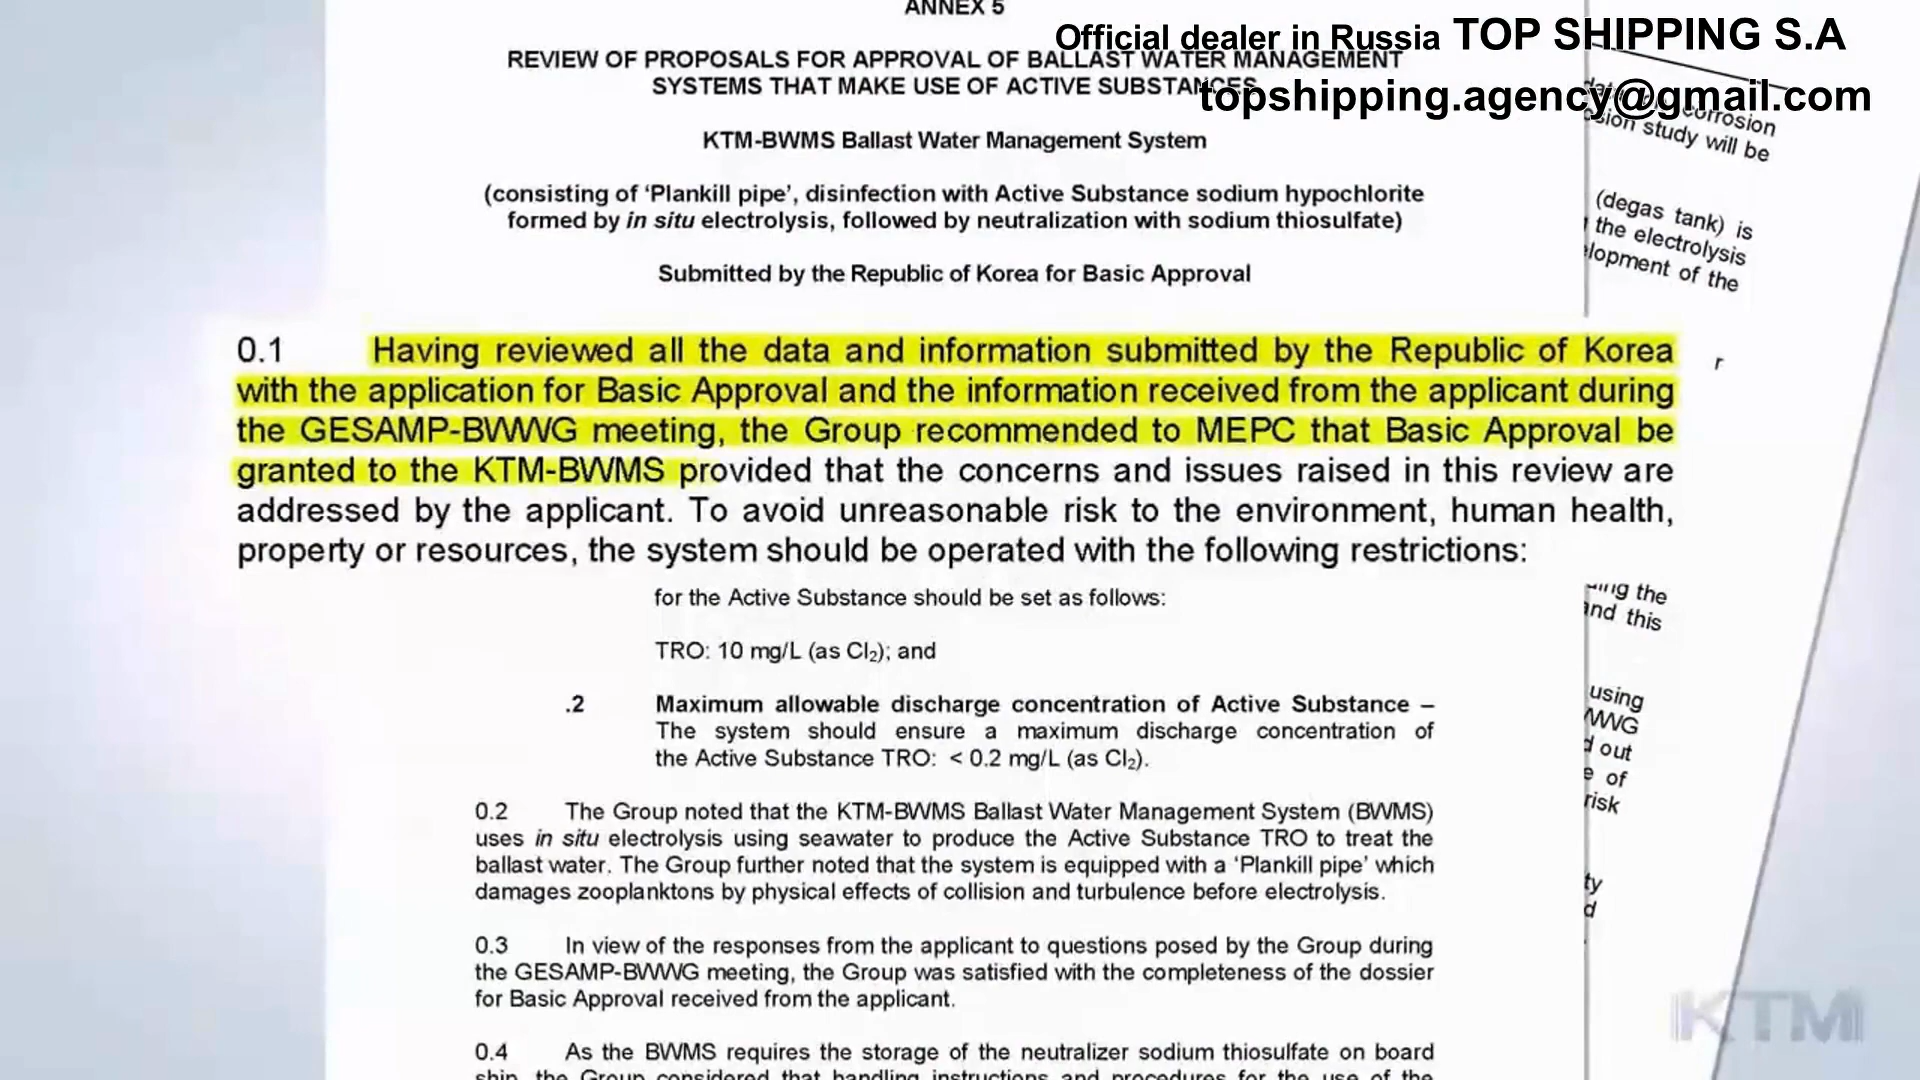 ANNEX 5
Official dealer in Russia TOP SHIPPING S.A
topshipping.agency@gmail.com
REVIEW OF PROPOSALS FOR APPROVAL OF BALLAST WATER MANAGEMENT
SYSTEMS THAT MAKE USE OF ACTIVE SUBSTANCES
KTM-BWMS Ballast Water Management System
(consisting of ‘Plankill pipe’, disinfection with Active Substance sodium hypochlorite
formed by in situ electrolysis, followed by neutralization with sodium thiosulfate)
Submitted by the Republic of Korea for Basic Approval
0.1 Having reviewed all the data and information submitted by the Republic of Korea
with the application for Basic Approval and the information received from the applicant during
the GESAMP-BWWG meeting, the Group recommended to MEPC that Basic Approval be
granted to the KTM-BWMS provided that the concerns and issues raised in this review are
addressed by the applicant. To avoid unreasonable risk to the environment, human health,
property or resources, the system should be operated with the following restrictions:
for the Active Substance should be set as follows:
TRO: 10 mg/L (as Cl₂); and
.2 Maximum allowable discharge concentration of Active Substance –
The system should ensure a maximum discharge concentration of
the Active Substance TRO: < 0.2 mg/L (as Cl₂).
0.2 The Group noted that the KTM-BWMS Ballast Water Management System (BWMS)
uses in situ electrolysis using seawater to produce the Active Substance TRO to treat the
ballast water. The Group further noted that the system is equipped with a ‘Plankill pipe’ which
damages zooplanktons by physical effects of collision and turbulence before electrolysis.
0.3 In view of the responses from the applicant to questions posed by the Group during
the GESAMP-BWWG meeting, the Group was satisfied with the completeness of the dossier
for Basic Approval received from the applicant.
0.4 As the BWMS requires the storage of the neutralizer sodium thiosulfate on board
ship, the Group considered that handling instructions and procedures for the use of the
corrosion
study will be
(degas tank) is
the electrolysis
of the
r
the
this
using
out
of
risk
KTM